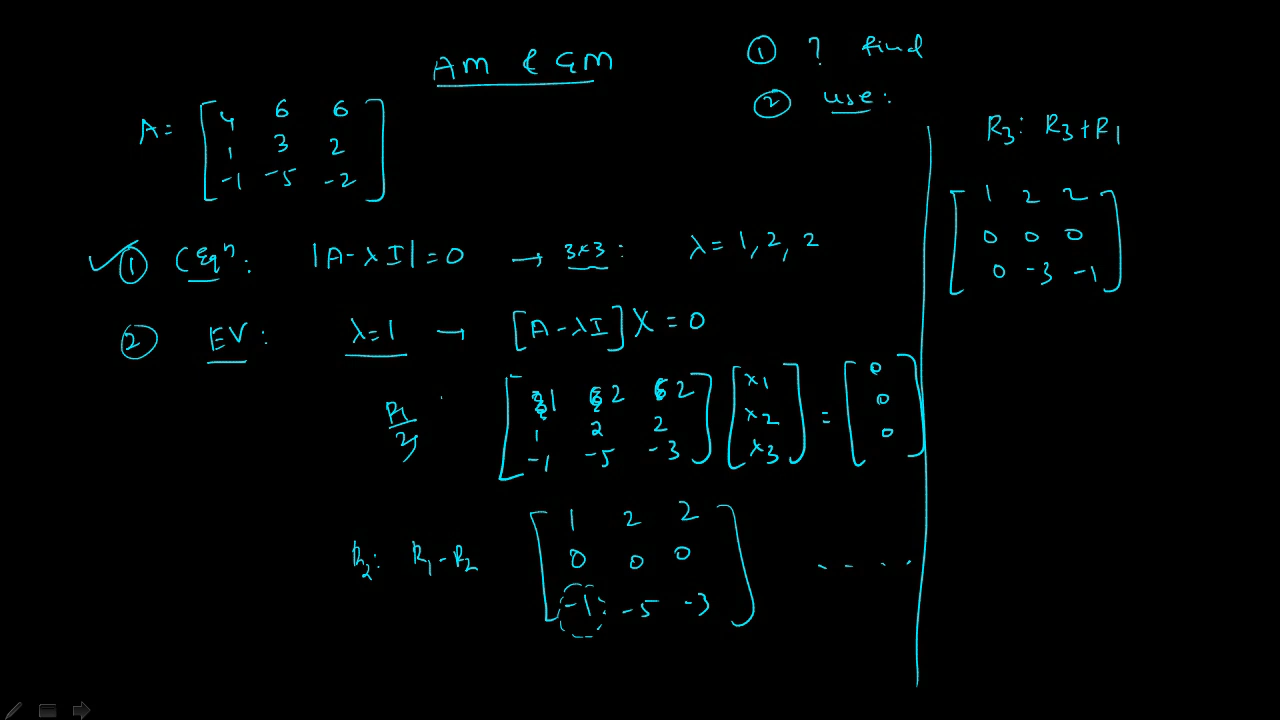 AM & GM
① ? find
② use:
A = [4 6 6
1 3 2
-1 -5 -2]
① CEqⁿ: |A-λI| = 0 → 3×3: λ = 1, 2, 2
② EV: λ=1 → [A-λI]X = 0
R1/3 [1 2 2
1 2 2
-1 -5 -3] [x1
x2
x3] = [0
0
0]
R2: R1-R2 [1 2 2
0 0 0
-1 -5 -3] ....
R3: R3+R1
[1 2 2
0 0 0
0 -3 -1]